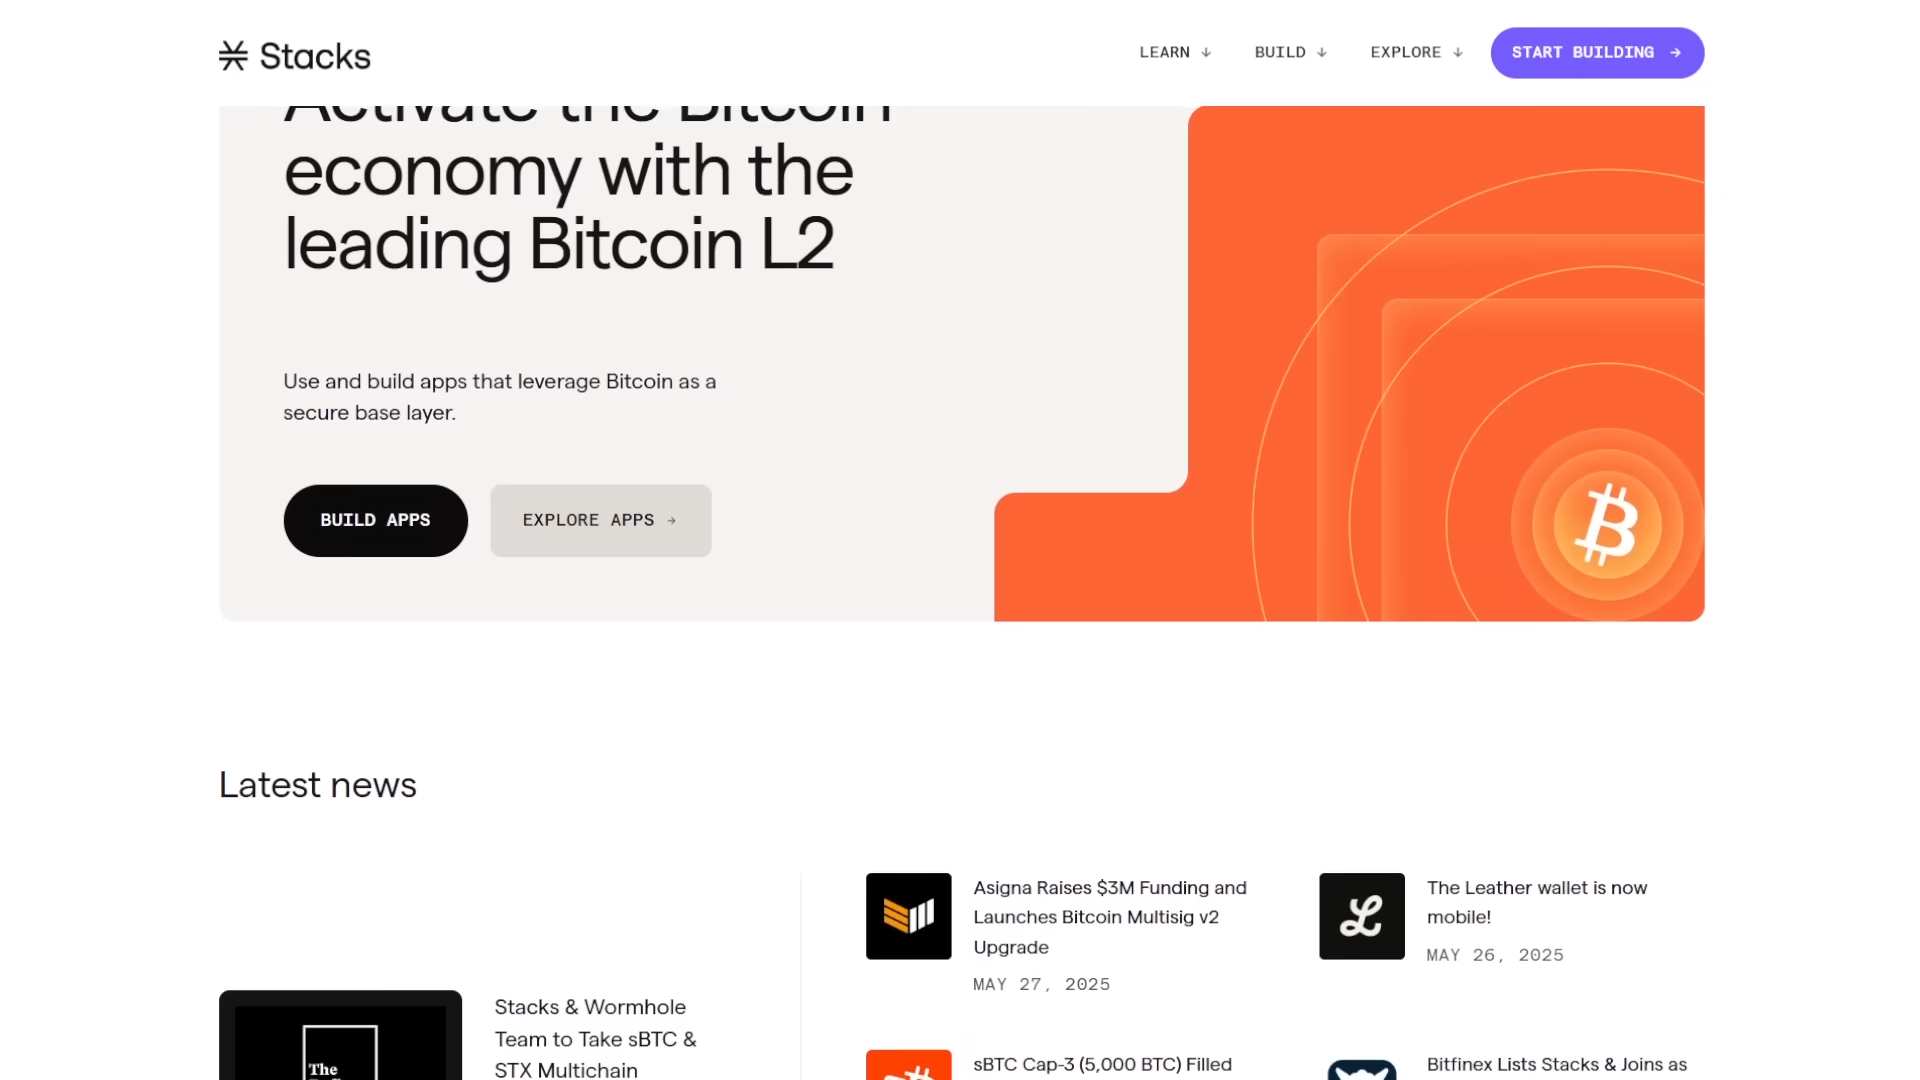 Stacks
LEARN ↓
BUILD ↓
EXPLORE ↓
START BUILDING →
Activate the Bitcoin
economy with the
leading Bitcoin L2
Use and build apps that leverage Bitcoin as a
secure base layer.
BUILD APPS
EXPLORE APPS →
Latest news
The
Stacks & Wormhole
Team to Take sBTC &
STX Multichain
Asigna Raises $3M Funding and
Launches Bitcoin Multisig v2
Upgrade
MAY 27, 2025
The Leather wallet is now
mobile!
MAY 26, 2025
sBTC Cap-3 (5,000 BTC) Filled
Bitfinex Lists Stacks & Joins as